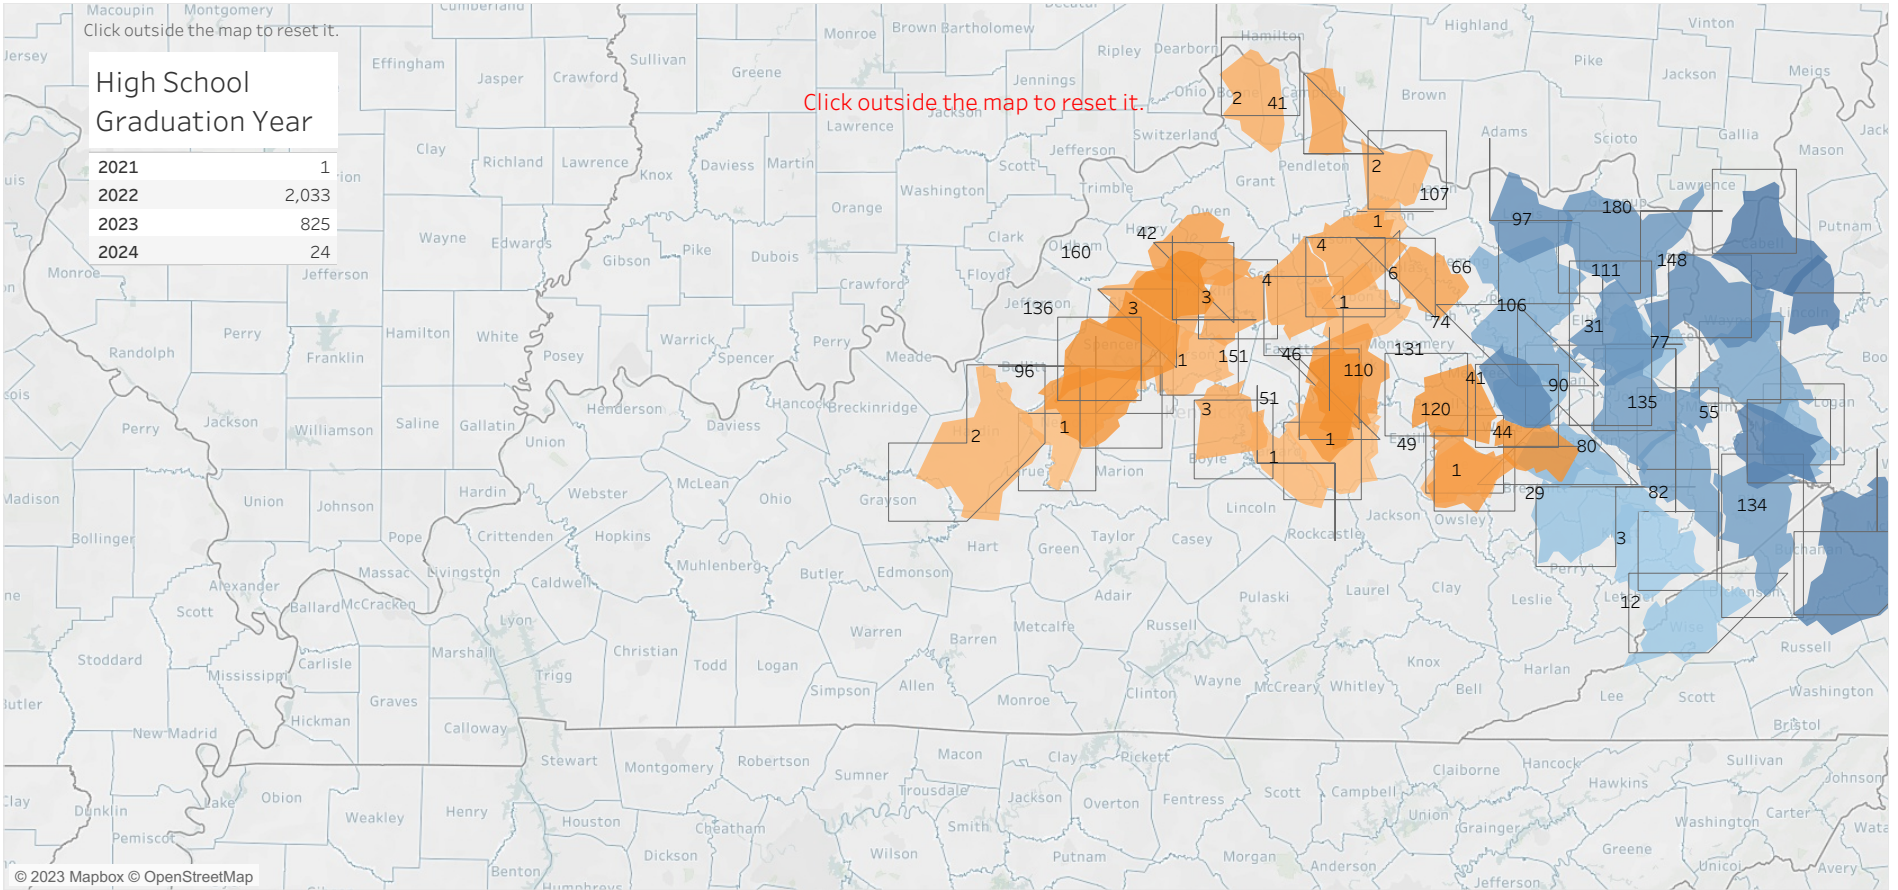 Macoupin
Montgomery
Cumberland
Decatur
Click outside the map to reset it.
High School
Graduation Year
2021 1
2022 2,033
2023 825
2024 24
Jersey
Effingham
Jasper
Crawford
Sullivan
Greene
Monroe
Brown
Bartholomew
Ripley
Dearborn
Hamilton
Highland
Vinton
Pike
Jackson
Meigs
Jennings
Ohio
Brown
Click outside the map to reset it.
Jackson
Lawrence
Switzerland
Jefferson
Adams
Scioto
Gallia
Mason
Clay
Richland
Lawrence
Knox
Daviess
Martin
Scott
Pendleton
Grant
Trimble
Washington
Orange
Owen
Lawrence
Putnam
Wayne
Edwards
Gibson
Pike
Dubois
Clark
Oldham
Floyd
Crawford
Jefferson
Monroe
Perry
Hamilton
White
Randolph
Franklin
Posey
Warrick
Spencer
Perry
Meade
Jefferson
Montgomery
Hancock
Breckinridge
Henderson
Union
Daviess
Perry
Williamson
Saline
Gallatin
Logan
Madison
Union
Johnson
Hardin
Webster
McLean
Ohio
Grayson
Marion
Boyle
Lincoln
Rockcastle
Jackson
Owsley
Bollinger
Pope
Crittenden
Hopkins
Muhlenberg
Butler
Edmonson
Hart
Green
Taylor
Casey
Alexander
Massac
Livingston
Caldwell
Scott
Ballard
McCracken
Lyon
Adair
Pulaski
Laurel
Clay
Leslie
Perry
Wise
Buchanan
Stoddard
Mississippi
Carlisle
Marshall
Trigg
Christian
Todd
Logan
Warren
Barren
Metcalfe
Russell
Simpson
Allen
Monroe
Clinton
Wayne
McCreary
Whitley
Knox
Bell
Harlan
Lee
Scott
Russell
Washington
Bristol
Butler
Graves
Hickman
Calloway
New Madrid
Stewart
Montgomery
Robertson
Sumner
Macon
Clay
Pickett
Trousdale
Jackson
Overton
Fentress
Scott
Campbell
Claiborne
Hancock
Hawkins
Sullivan
Johnson
Clay
Dunklin
Lake
Obion
Weakley
Henry
Houston
Cheatham
Smith
Union
Grainger
Washington
Carter
Pemiscot
Dickson
Wilson
Putnam
Morgan
Anderson
Greene
Unicoi
Avery
Benton
Humphreys
Jefferson
2
41
2
107
1
42
160
4
6
66
4
3
1
136
3
74
97
180
148
111
106
31
77
96
1
151
46
131
110
41
90
135
55
2
1
3
51
1
1
120
49
44
80
1
29
82
134
3
12
© 2023 Mapbox © OpenStreetMap